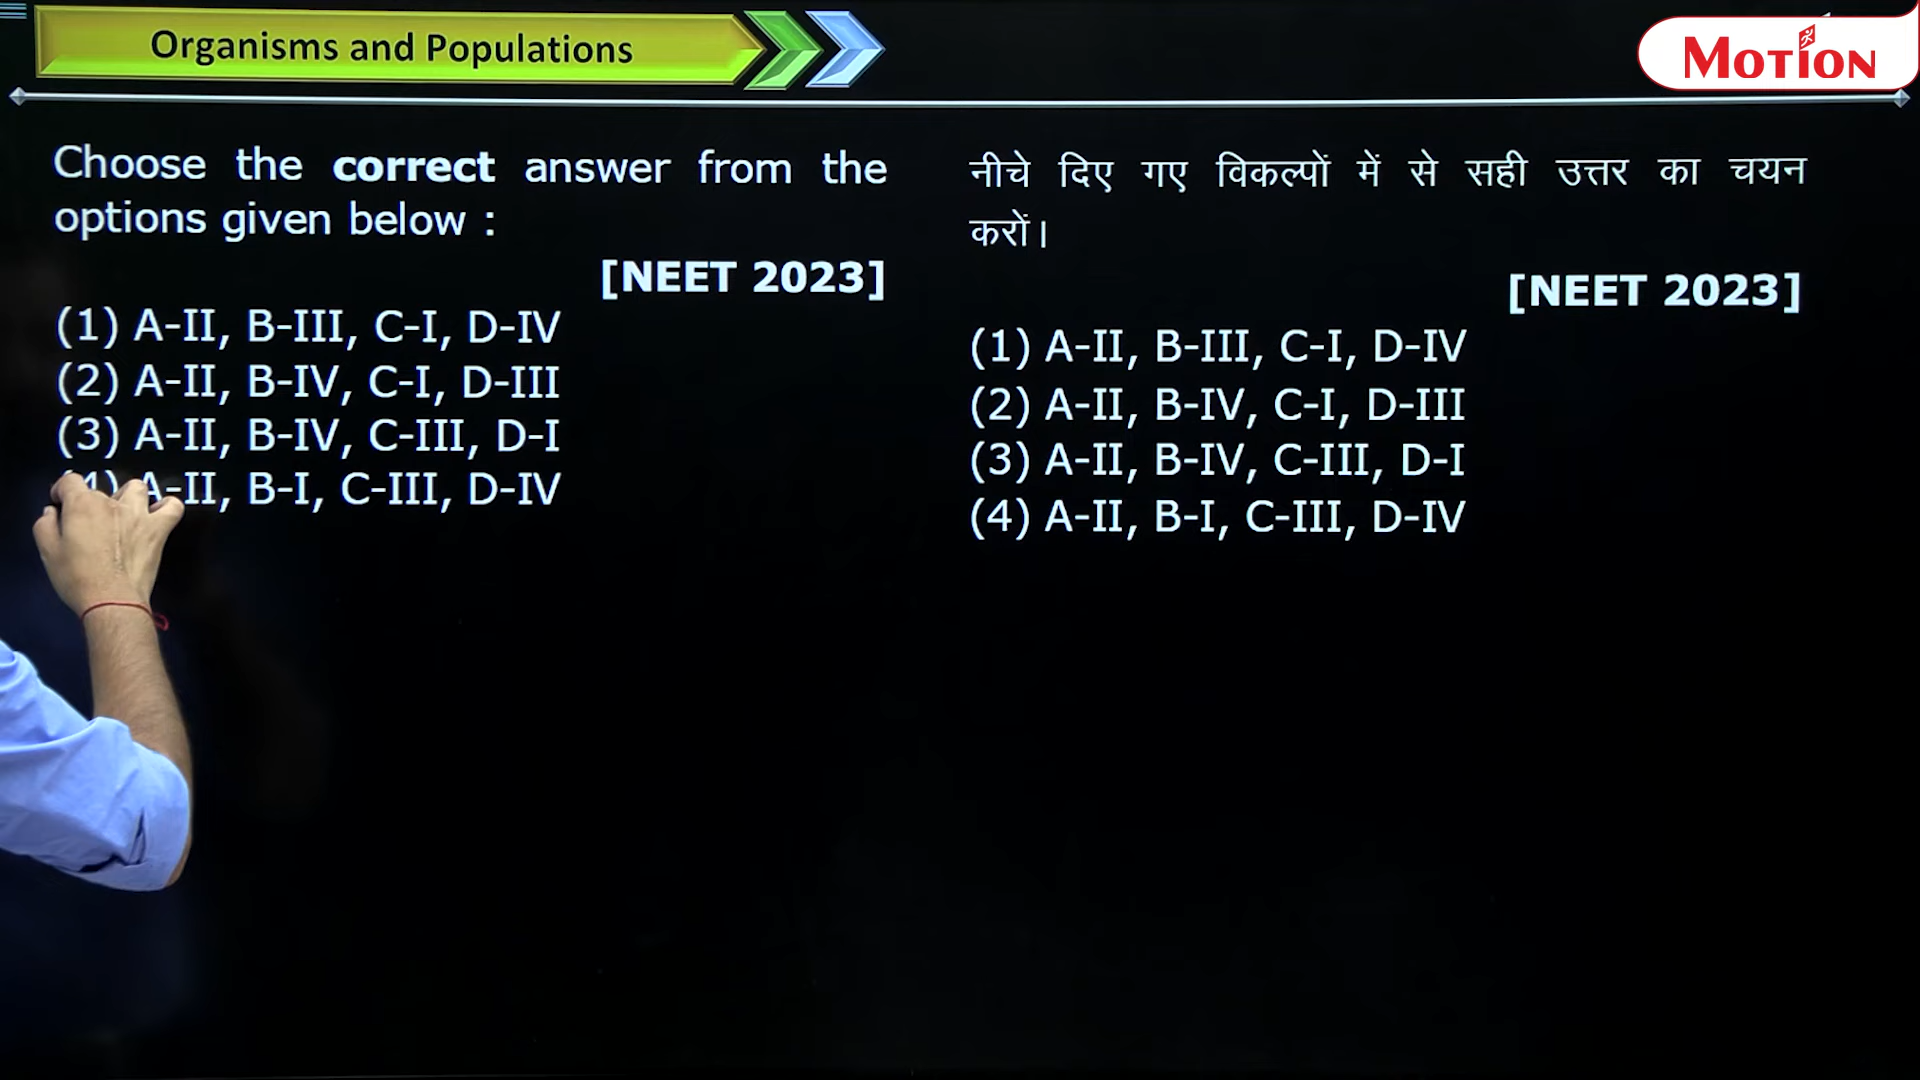 Organisms and Populations
MOTION
Choose the correct answer from the
options given below :
[NEET 2023]
(1) A-II, B-III, C-I, D-IV
(2) A-II, B-IV, C-I, D-III
(3) A-II, B-IV, C-III, D-I
(4) A-II, B-I, C-III, D-IV
नीचे दिए गए विकल्पों में से सही उत्तर का चयन
करों।
[NEET 2023]
(1) A-II, B-III, C-I, D-IV
(2) A-II, B-IV, C-I, D-III
(3) A-II, B-IV, C-III, D-I
(4) A-II, B-I, C-III, D-IV